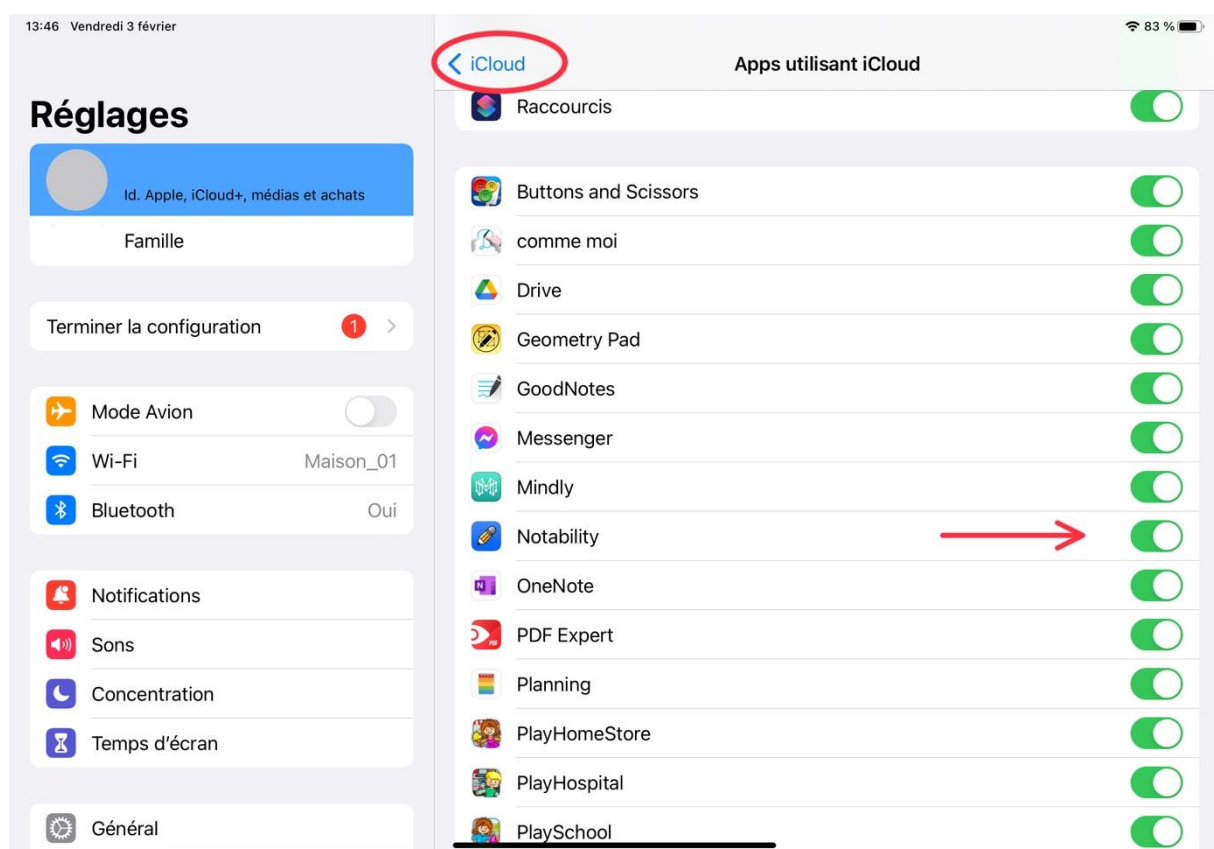 13:46 Vendredi 3 février
83 %
Réglages
Id. Apple, iCloud+, médias et achats
Famille
Terminer la configuration 1
Mode Avion
Wi-Fi Maison_01
Bluetooth Oui
Notifications
Sons
Concentration
Temps d'écran
Général
iCloud
Apps utilisant iCloud
Raccourcis
Buttons and Scissors
comme moi
Drive
Geometry Pad
GoodNotes
Messenger
Mindly
Notability
OneNote
PDF Expert
Planning
PlayHomeStore
PlayHospital
PlaySchool